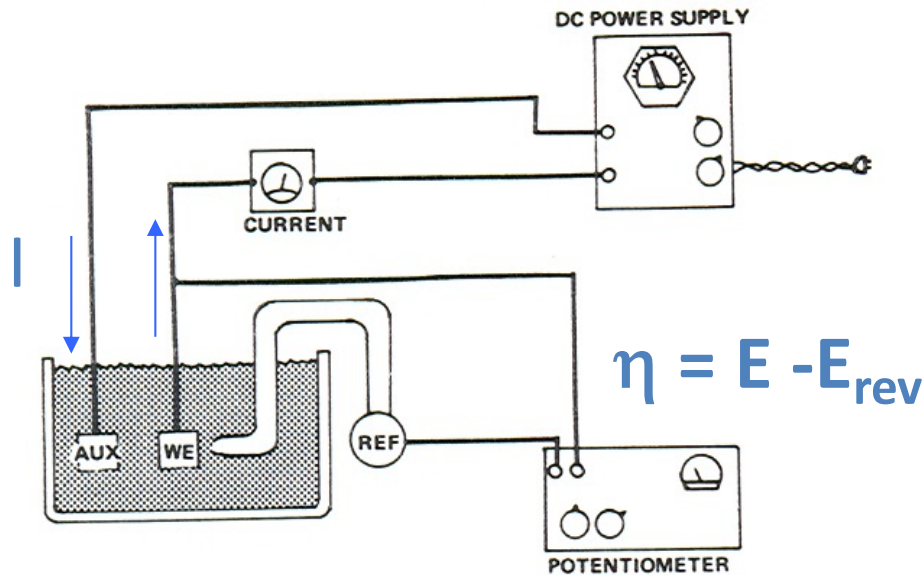 DC POWER SUPPLY
CURRENT
I
η = E -Erev
AUX
WE
REF
POTENTIOMETER